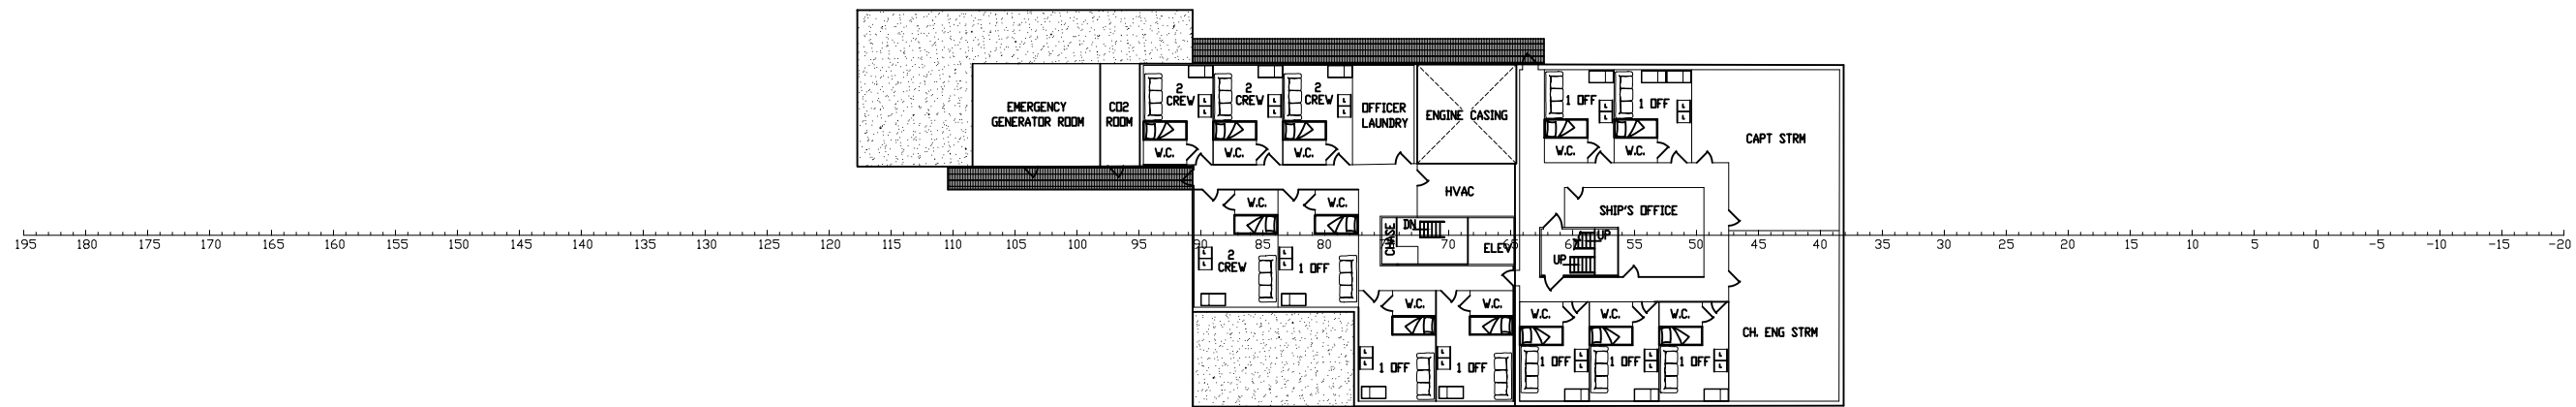 2
CREW
2
CREW
2
CREW
EMERGENCY
GENERATOR ROOM
CO2
ROOM
OFFICER
LAUNDRY
ENGINE CASING
1 OFF
1 OFF
CAPT STRM
W.C.
W.C.
W.C.
W.C.
W.C.
HVAC
W.C.
W.C.
SHIP'S OFFICE
DN
CHASE
ELEV
UP
UP
195 180 175 170 165 160 155 150 145 140 135 130 125 120 115 110 105 100 95 90 85 80 70 65 55 50 45 40 35 30 25 20 15 10 5 0 -5 -10 -15 -20
2
CREW
1 OFF
W.C.
W.C.
W.C.
W.C.
W.C.
CH. ENG STRM
1 OFF
1 OFF
1 OFF
1 OFF
1 OFF